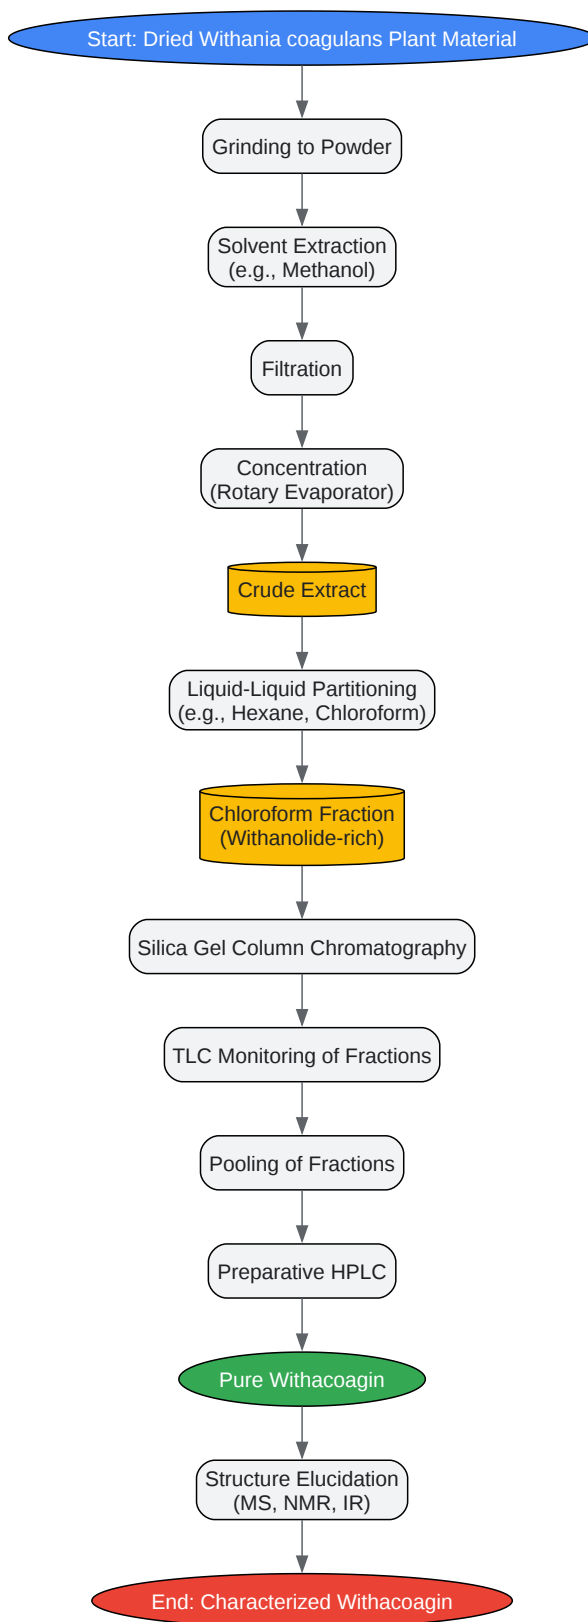 Start: Dried Withania coagulans Plant Material
Grinding to Powder
Solvent Extraction
(e.g., Methanol)
Filtration
Concentration
(Rotary Evaporator)
Crude Extract
Liquid-Liquid Partitioning
(e.g., Hexane, Chloroform)
Chloroform Fraction
(Withanolide-rich)
Silica Gel Column Chromatography
TLC Monitoring of Fractions
Pooling of Fractions
Preparative HPLC
Pure Withacoagin
Structure Elucidation
(MS, NMR, IR)
End: Characterized Withacoagin